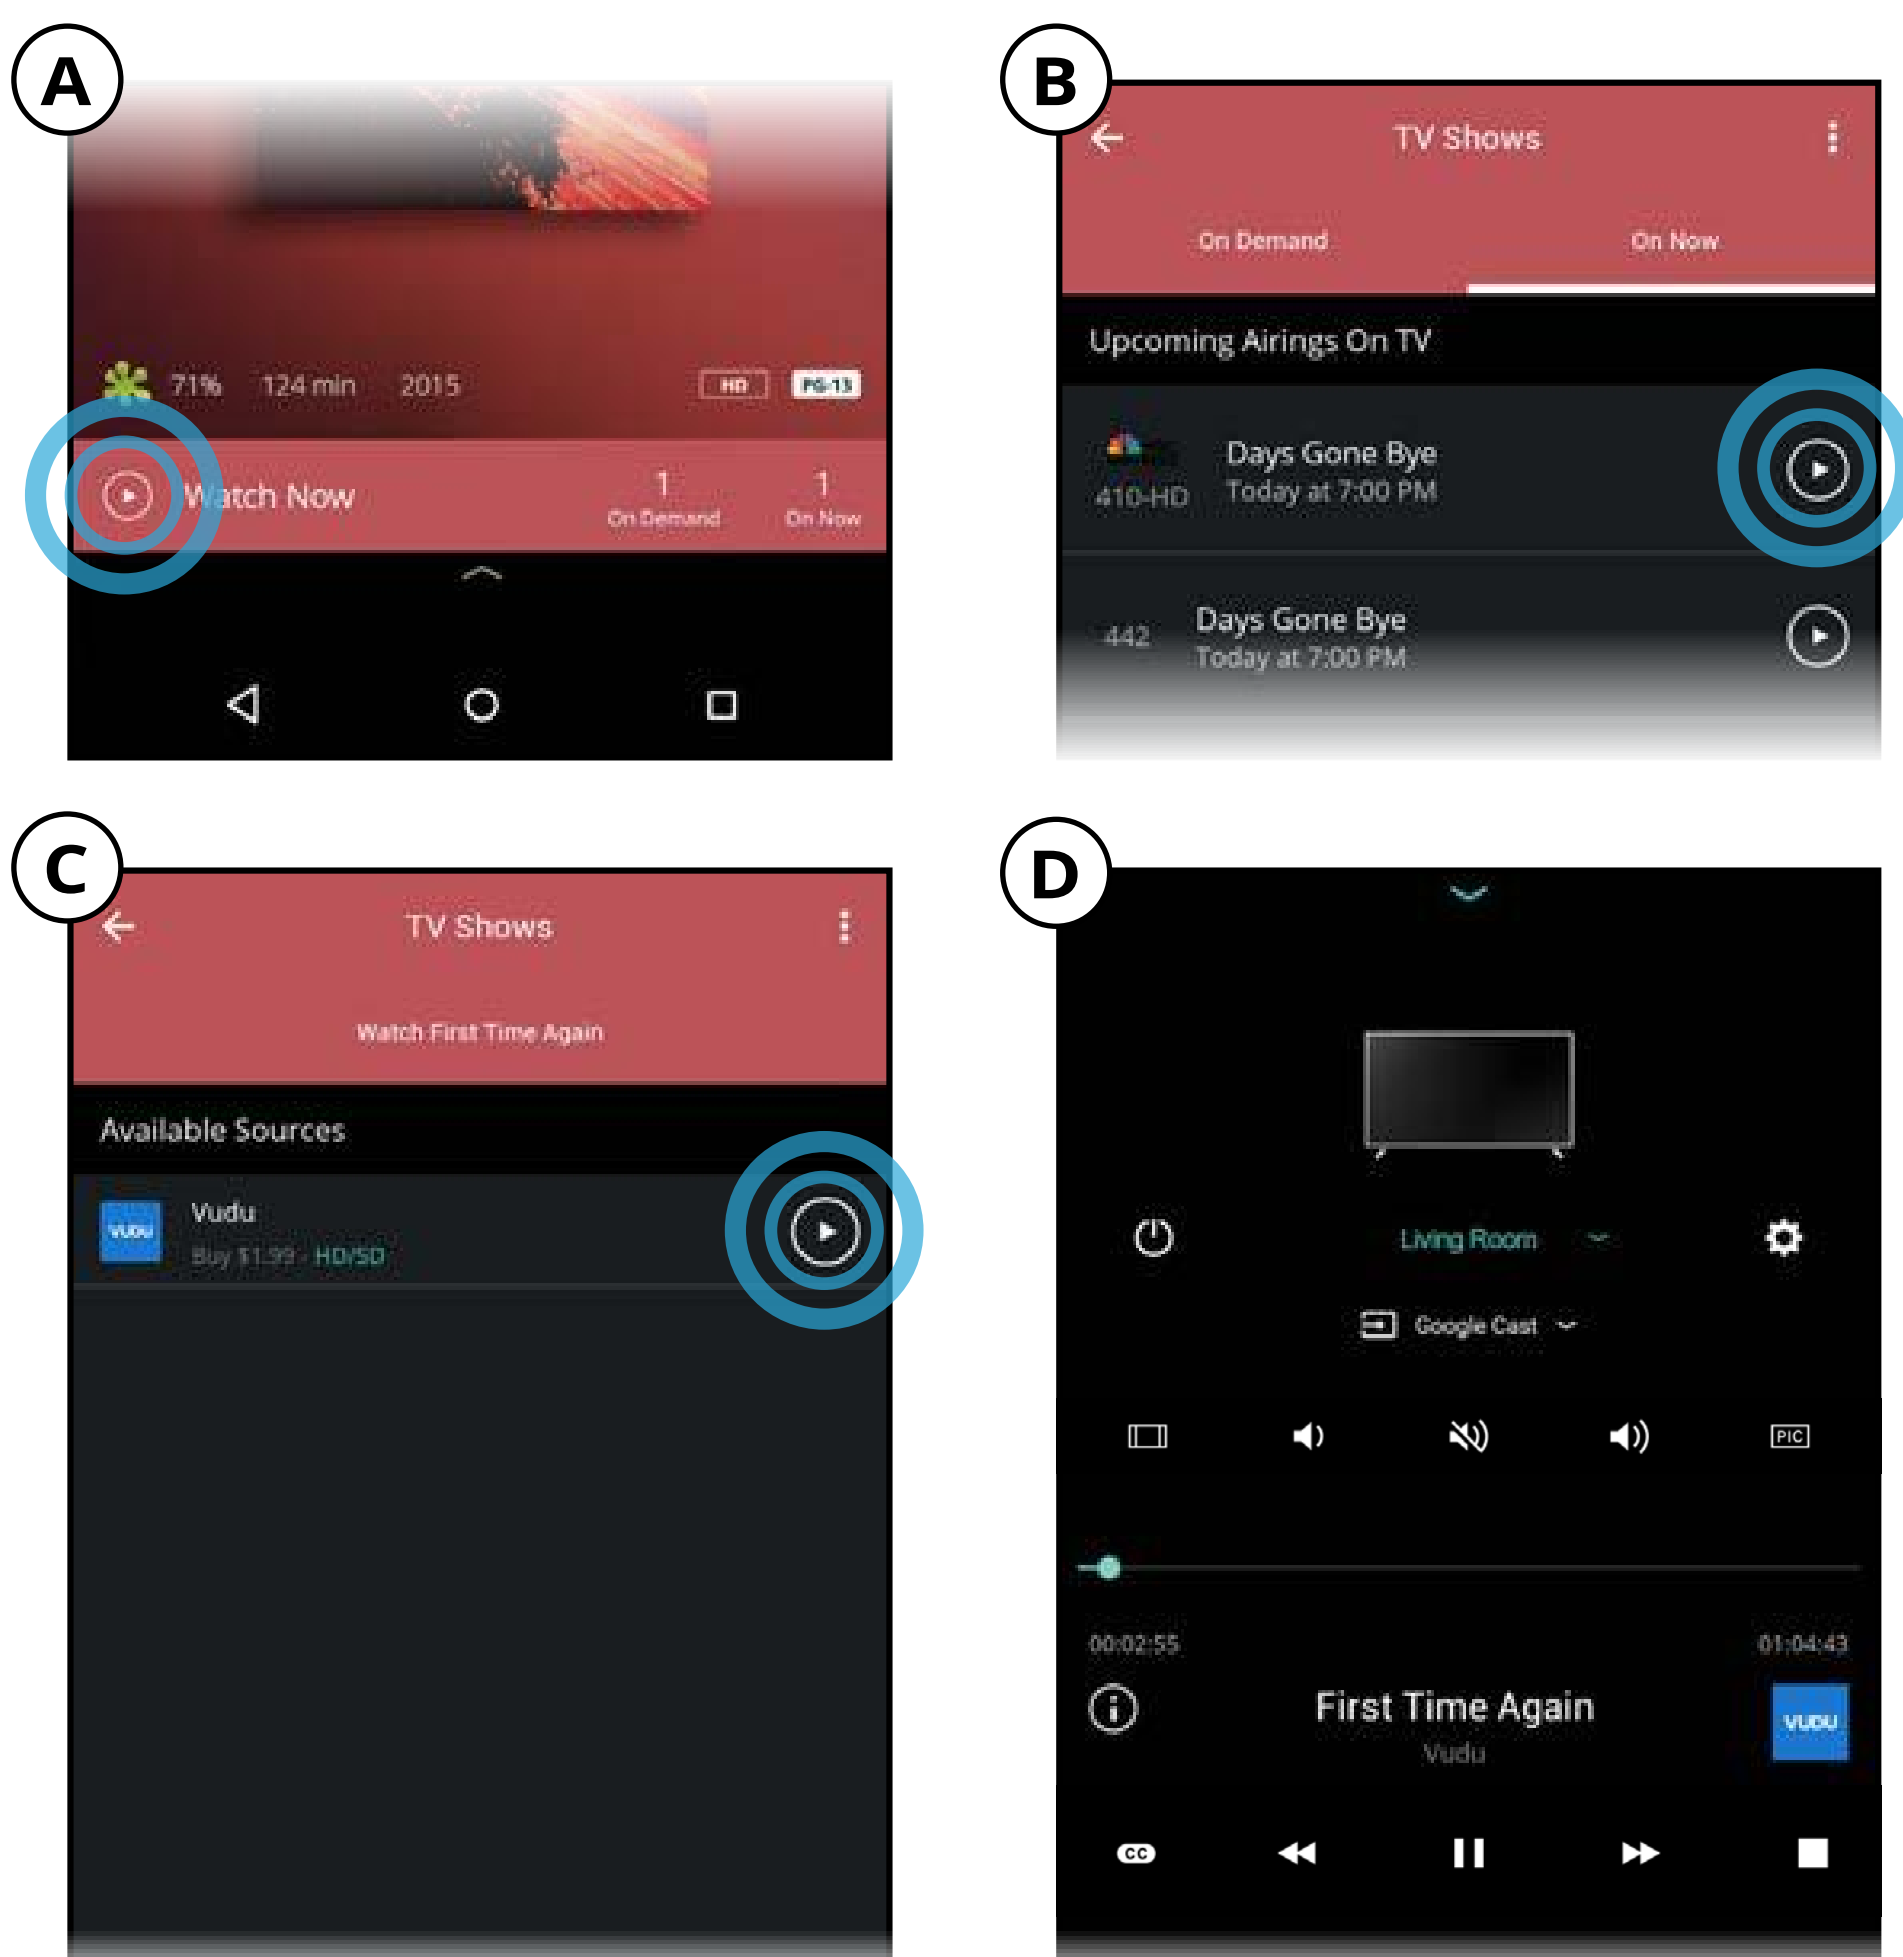 A
71% 124 min 2015 HD PG-13
Watch Now
1 On Demand
1 On Now
B
TV Shows
On Demand On Now
Upcoming Airings On TV
410-HD
Days Gone Bye
Today at 7:00 PM
442
Days Gone Bye
Today at 7:00 PM
C
TV Shows
Watch First Time Again
Available Sources
VUDU
Vudu
Buy $1.99 - HD/SD
D
Living Room
Google Cast
PIC
00:02:55 01:04:43
First Time Again
Vudu
VUDU
CC